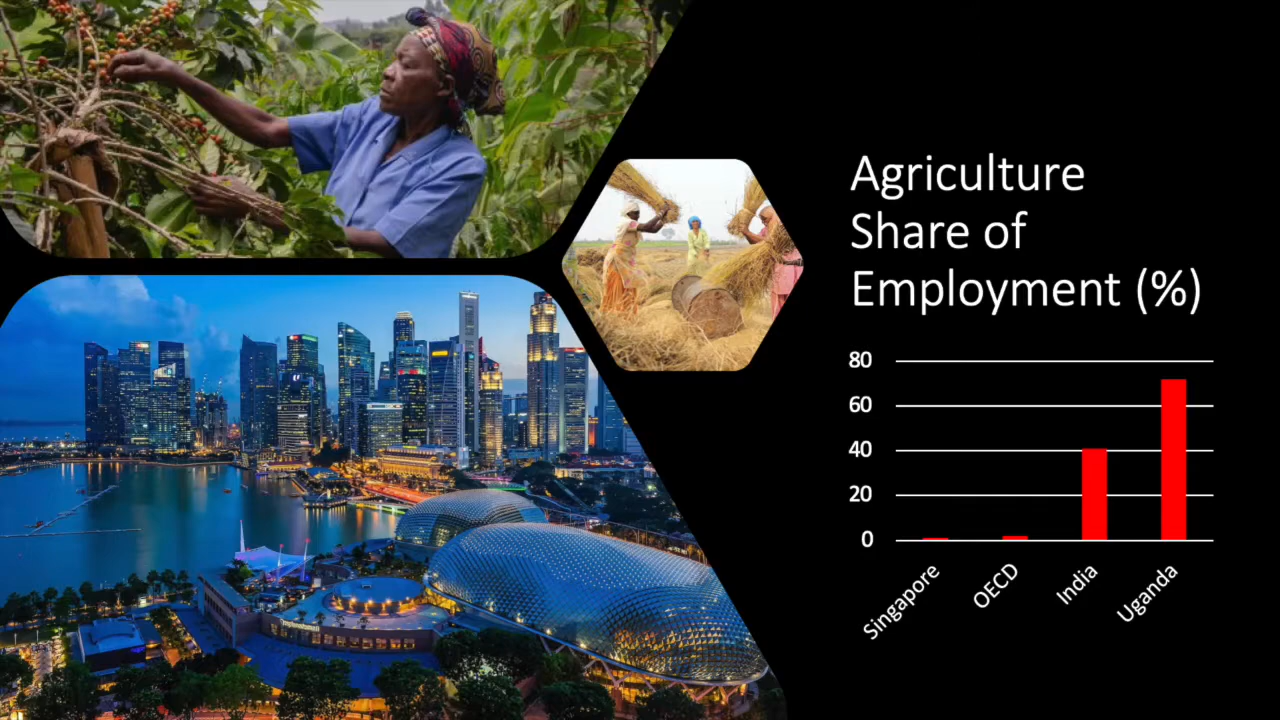 Agriculture
Share of
Employment (%)
80
60
40
20
0
Singapore
OECD
India
Uganda